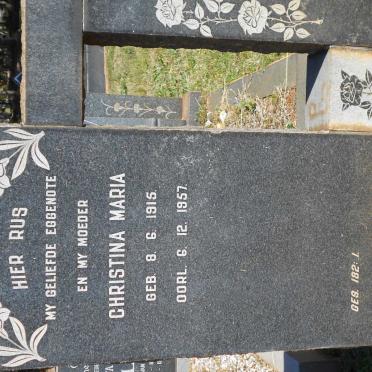 HIER RUS
MY GELIEFDE EGGENOTE
EN MY MOEDER
CHRISTINA MARIA
GEB. 8. 6. 1915.
OORL. 6. 12. 1957.
GES. 182: 1.